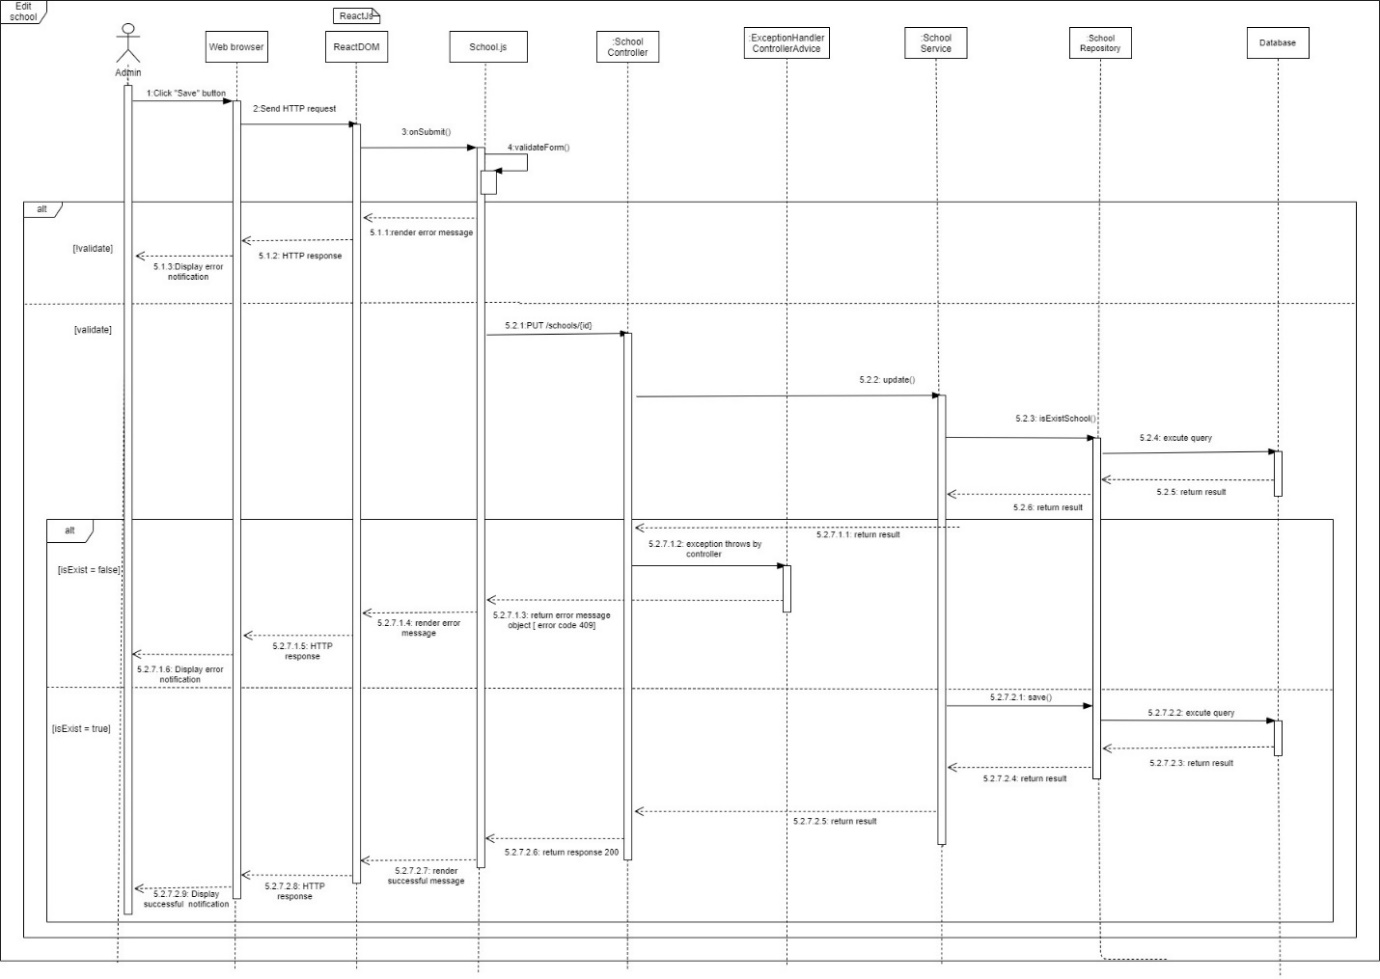 Edit
school
ReactJs
Web browser
ReactDOM
School.js
:School
Controller
:ExceptionHandler
ControllerAdvice
:School
Service
:School
Repository
Database
Admin
1:Click "Save" button
2:Send HTTP request
3:onSubmit()
4:validateForm()
alt
5.1.1:render error message
[!validate]
5.1.2: HTTP response
5.1.3:Display error
notification
[validate]
5.2.1:PUT /schools/{id}
5.2.2: update()
5.2.3: isExistSchool()
5.2.4: excute query
5.2.5: return result
5.2.6: return result
alt
5.2.7.1.1: return result
5.2.7.1.2: exception throws by
controller
[isExist = false]
5.2.7.1.3: return error message
object [ error code 409]
5.2.7.1.4: render error
message
5.2.7.1.5: HTTP
response
5.2.7.1.6: Display error
notification
5.2.7.2.1: save()
5.2.7.2.2: excute query
[isExist = true]
5.2.7.2.3: return result
5.2.7.2.4: return result
5.2.7.2.5: return result
5.2.7.2.6: return response 200
5.2.7.2.7: render
successful message
5.2.7.2.8: HTTP
response
5.2.7.2.9: Display
successful notification